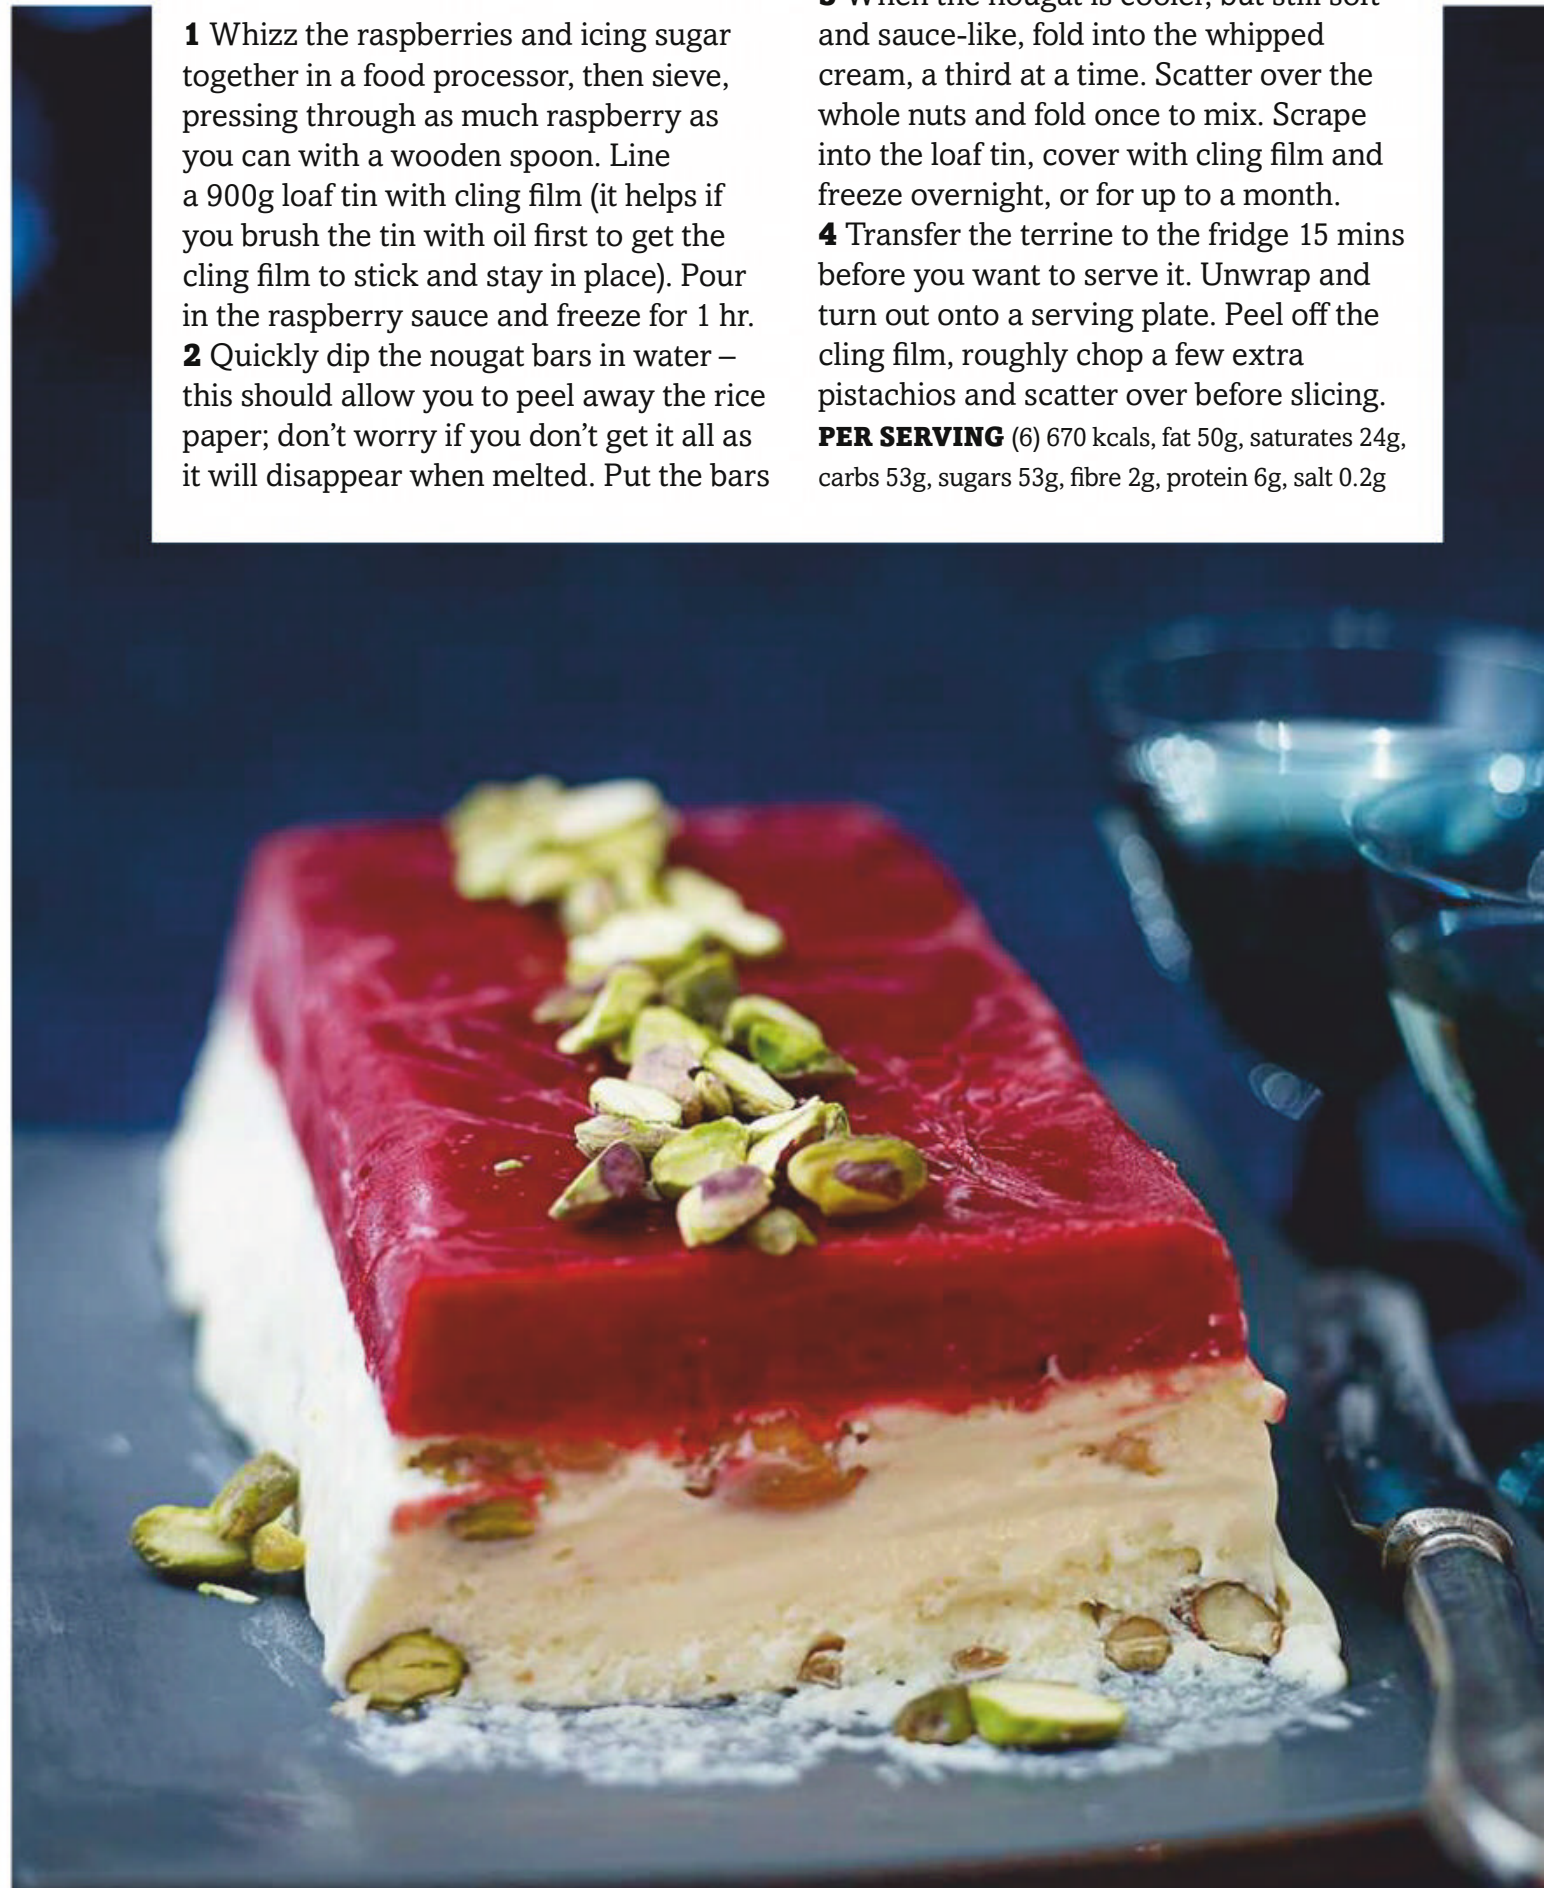 1 Whizz the raspberries and icing sugar
together in a food processor, then sieve,
pressing through as much raspberry as
you can with a wooden spoon. Line
a 900g loaf tin with cling film (it helps if
you brush the tin with oil first to get the
cling film to stick and stay in place). Pour
in the raspberry sauce and freeze for 1 hr.
2 Quickly dip the nougat bars in water –
this should allow you to peel away the rice
paper; don’t worry if you don’t get it all as
it will disappear when melted. Put the bars
3 When the nougat is cooler, but still soft
and sauce-like, fold into the whipped
cream, a third at a time. Scatter over the
whole nuts and fold once to mix. Scrape
into the loaf tin, cover with cling film and
freeze overnight, or for up to a month.
4 Transfer the terrine to the fridge 15 mins
before you want to serve it. Unwrap and
turn out onto a serving plate. Peel off the
cling film, roughly chop a few extra
pistachios and scatter over before slicing.
PER SERVING (6) 670 kcals, fat 50g, saturates 24g,
carbs 53g, sugars 53g, fibre 2g, protein 6g, salt 0.2g